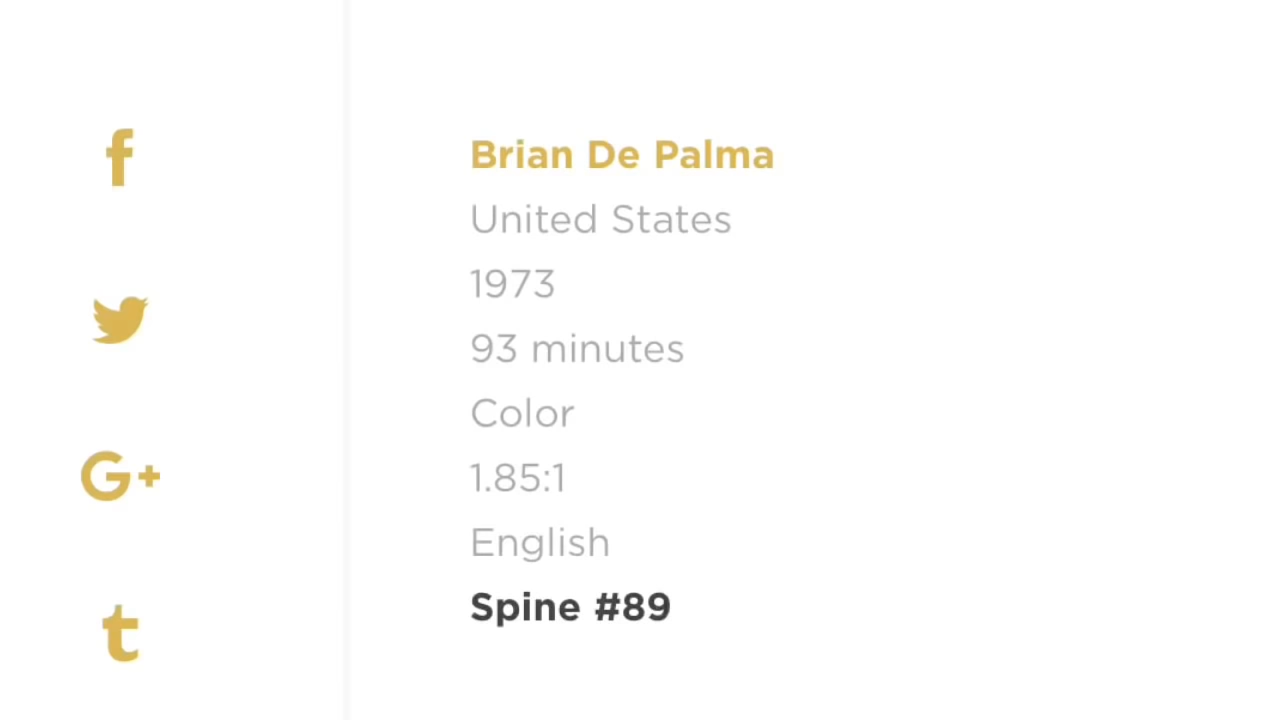 Brian De Palma
United States
1973
93 minutes
Color
1.85:1
English
Spine #89